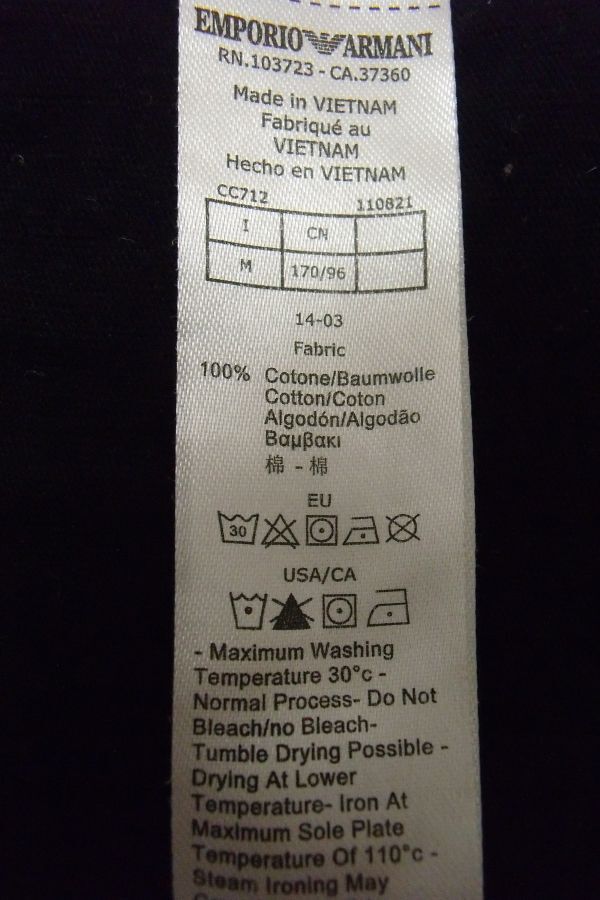 EMPORIO ARMANI
RN.103723 - CA.37360
Made in VIETNAM
Fabriqué au
VIETNAM
Hecho en VIETNAM
CC712 110821
I CN
M 170/96
14-03
Fabric
100% Cotone/Baumwolle
Cotton/Coton
Algodón/Algodão
Βαμβακι
棉 - 棉
EU
30
USA/CA
- Maximum Washing
Temperature 30°c -
Normal Process- Do Not
Bleach/no Bleach-
Tumble Drying Possible -
Drying At Lower
Temperature- Iron At
Maximum Sole Plate
Temperature Of 110°c -
Steam Ironing May